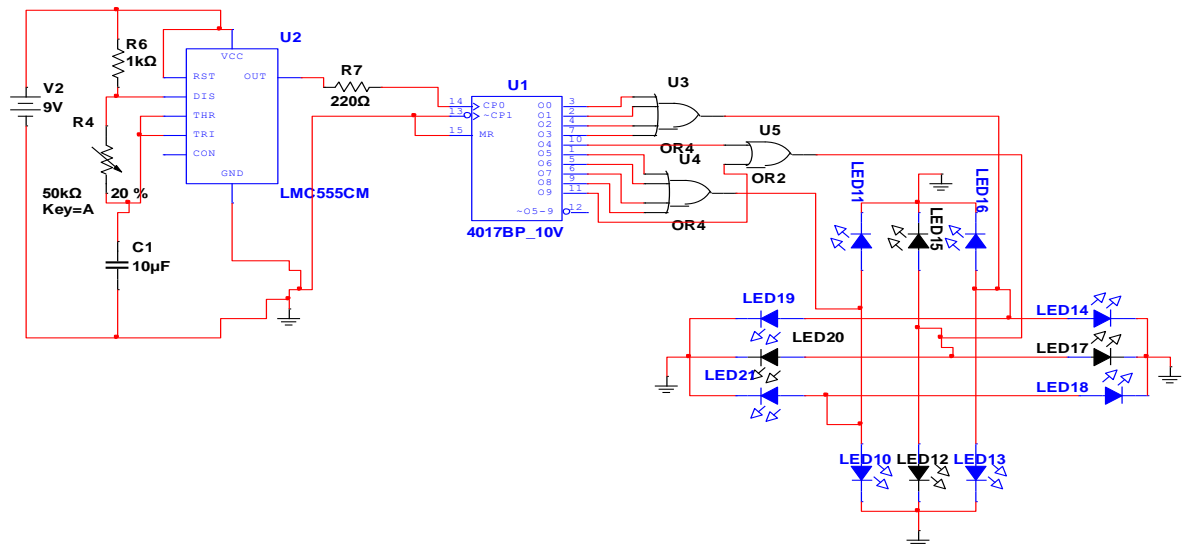 V2
9V
R6
1kΩ
R4
50kΩ
Key=A
20 %
C1
10µF
U2
VCC
RST
OUT
DIS
THR
TRI
CON
GND
LMC555CM
R7
220Ω
U1
14
CP0
13
~CP1
15
MR
O0
3
O1
2
O2
4
O3
7
O4
10
O5
1
O6
5
O7
6
O8
9
O9
11
~O5-9
12
4017BP_10V
U3
OR4
U4
OR4
U5
OR2
LED11
LED15
LED16
LED19
LED14
LED20
LED17
LED21
LED18
LED10
LED12
LED13